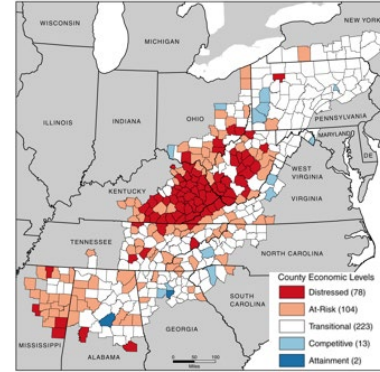 WISCONSIN
NEW YORK
MICHIGAN
PENNSYLVANIA
OHIO
ILLINOIS
INDIANA
MARYLAND
DE
WEST
VIRGINIA
VIRGINIA
KENTUCKY
TENNESSEE
NORTH CAROLINA
SOUTH
CAROLINA
GEORGIA
MISSISSIPPI
ALABAMA
County Economic Levels
Distressed (78)
At-Risk (104)
Transitional (223)
Competitive (13)
Attainment (2)
0 50 100
Miles